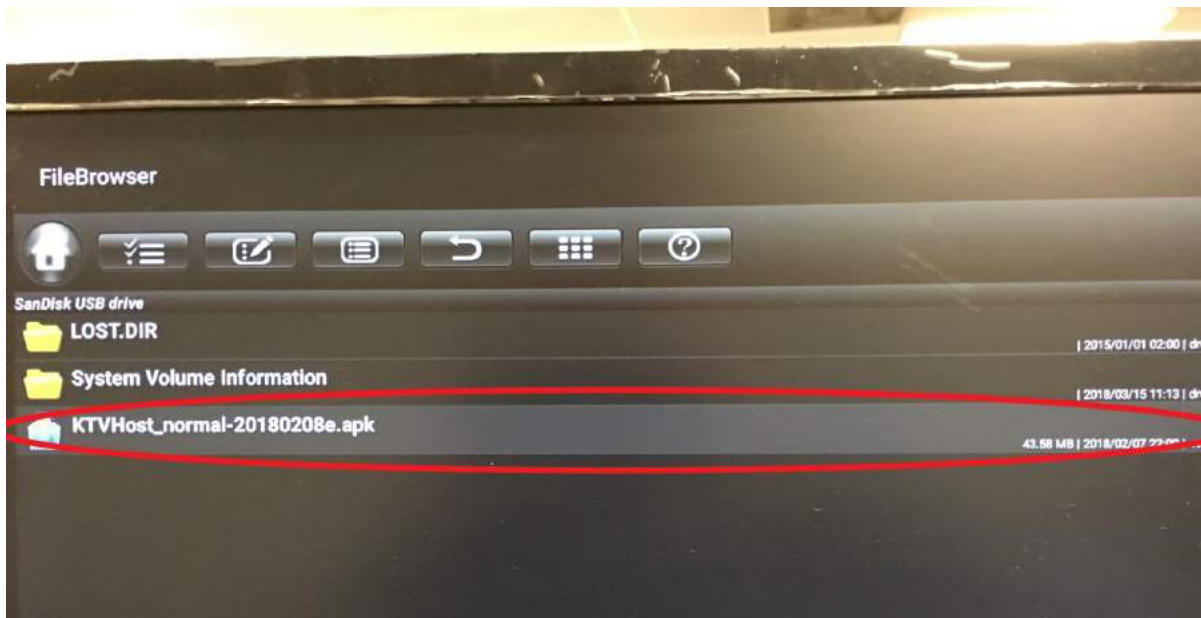 FileBrowser
SanDisk USB drive
LOST.DIR
| 2015/01/01 02:00 |
System Volume Information
| 2018/03/15 11:13 |
KTVHost_normal-20180208e.apk
43.58 MB | 2018/02/07